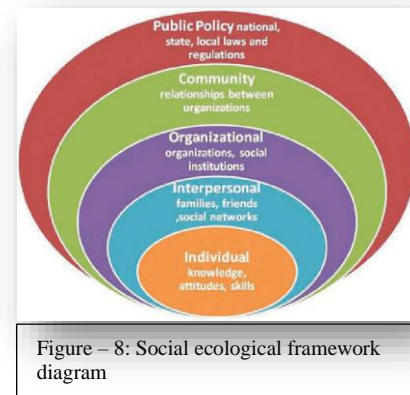 Public Policy national,
state, local laws and
regulations
Community
relationships between
organizations
Organizational
organizations, social
institutions
Interpersonal
families, friends
,social networks
Individual
knowledge,
attitudes, skills
Figure – 8: Social ecological framework
diagram